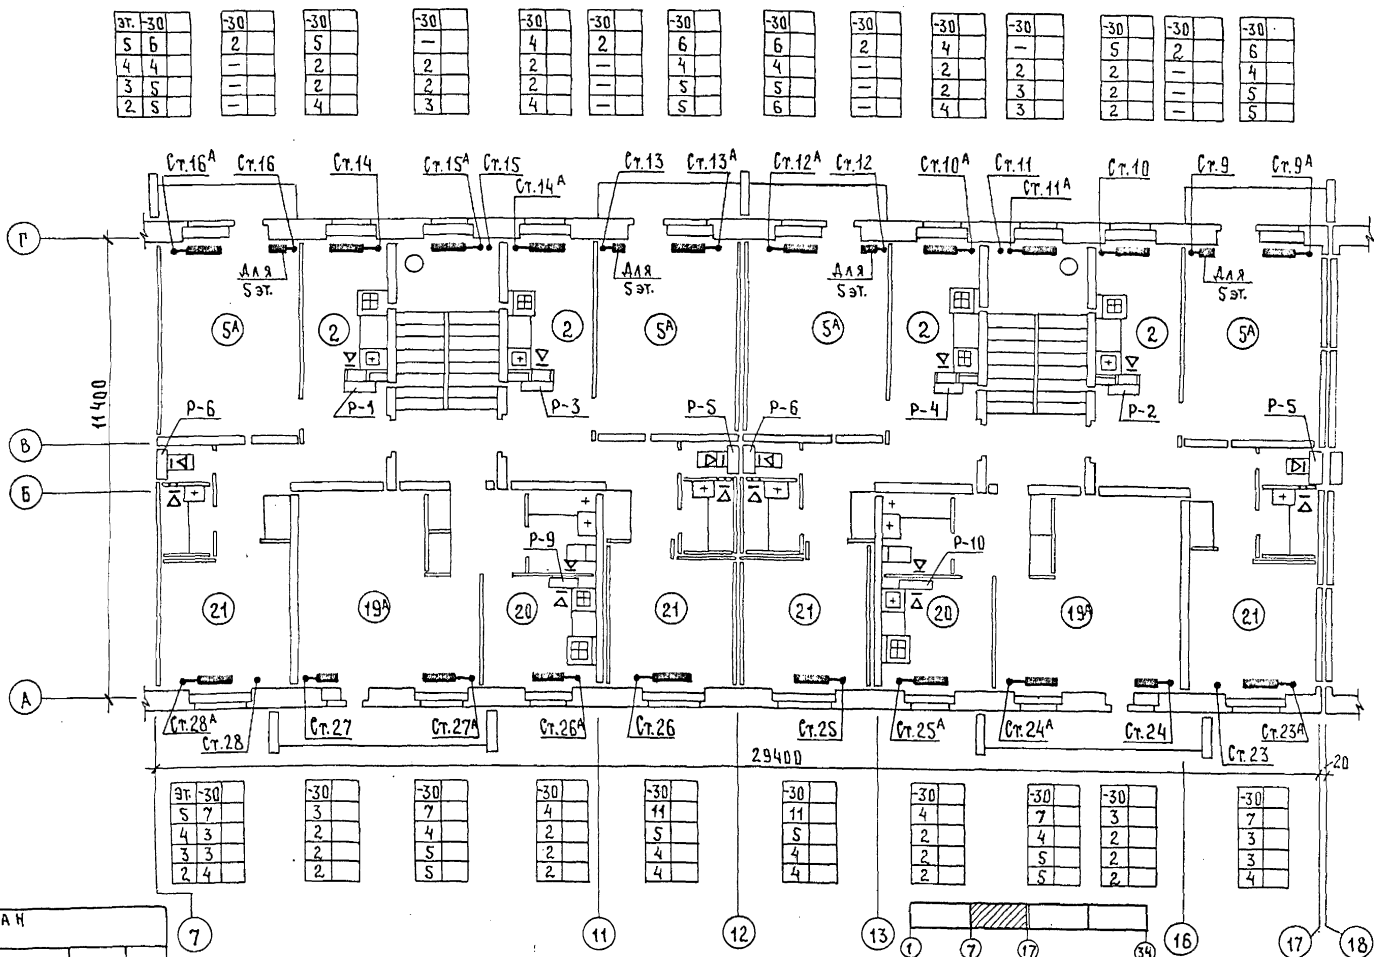 эт. -30 -30 -30 -30 -30 -30 -30 -30 -30 -30 -30 -30 -30 -30
5 6 2 5 — 4 2 6 6 2 4 — 5 2 6
4 4 — 2 2 2 — 4 4 — 2 2 2 — 4
3 5 — 2 2 2 — 5 5 — 2 3 2 — 5
2 5 — 4 3 4 — 5 6 — 4 3 2 — 5
Ст.16А Ст.16 Ст.14 Ст.15А Ст.15 Ст.14А Ст.13 Ст.13А Ст.12А Ст.12 Ст.10А Ст.11 Ст.11А Ст.10 Ст.9 Ст.9А
Г
Для
5 эт.
Для
5 эт.
Для
5 эт.
Для
5 эт.
5А 2 2 5А 5А 2 2 5А
11400
Р-6 Р-1 Р-3 Р-5 Р-6 Р-4 Р-2 Р-5
В
Б
Р-9 Р-10
21 19А 20 21 21 20 19А 21
А
Ст.28А Ст.28 Ст.27 Ст.27А Ст.26А Ст.26 Ст.25 Ст.25А Ст.24А Ст.24 Ст.23 Ст.23А
29400 20
эт. -30 -30 -30 -30 -30 -30 -30 -30 -30 -30
5 7 3 7 4 11 11 4 7 3 7
4 3 2 4 2 5 5 2 4 2 3
3 3 2 5 2 4 4 2 5 2 3
2 4 2 5 2 4 4 2 5 2 4
АН
7 11 12 13 16 17 18
1 7 17 34